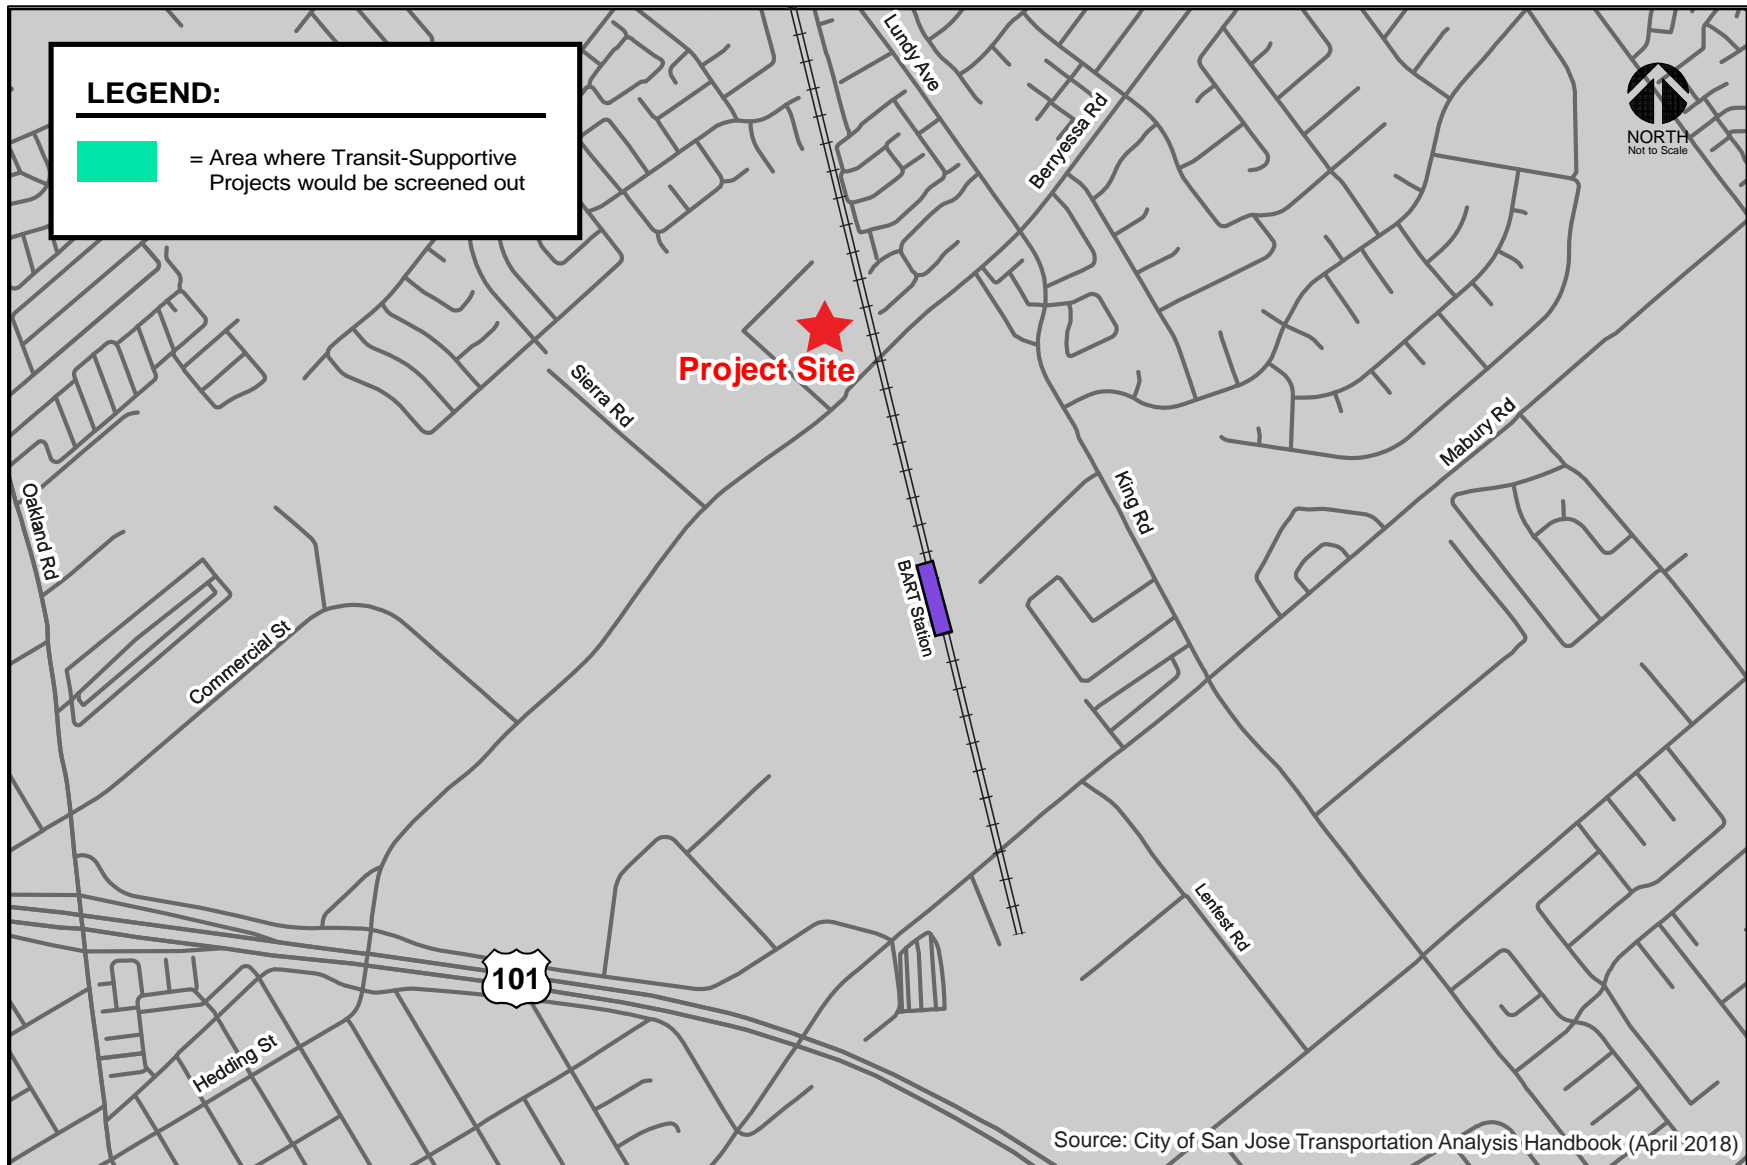 LEGEND:
= Area where Transit-Supportive
Projects would be screened out
NORTH
Not to Scale
Lundy Ave
Berryessa Rd
Project Site
Sierra Rd
Mabury Rd
King Rd
Oakland Rd
BART Station
Commercial St
Lenfest Rd
101
Hedding St
Source: City of San Jose Transportation Analysis Handbook (April 2018)